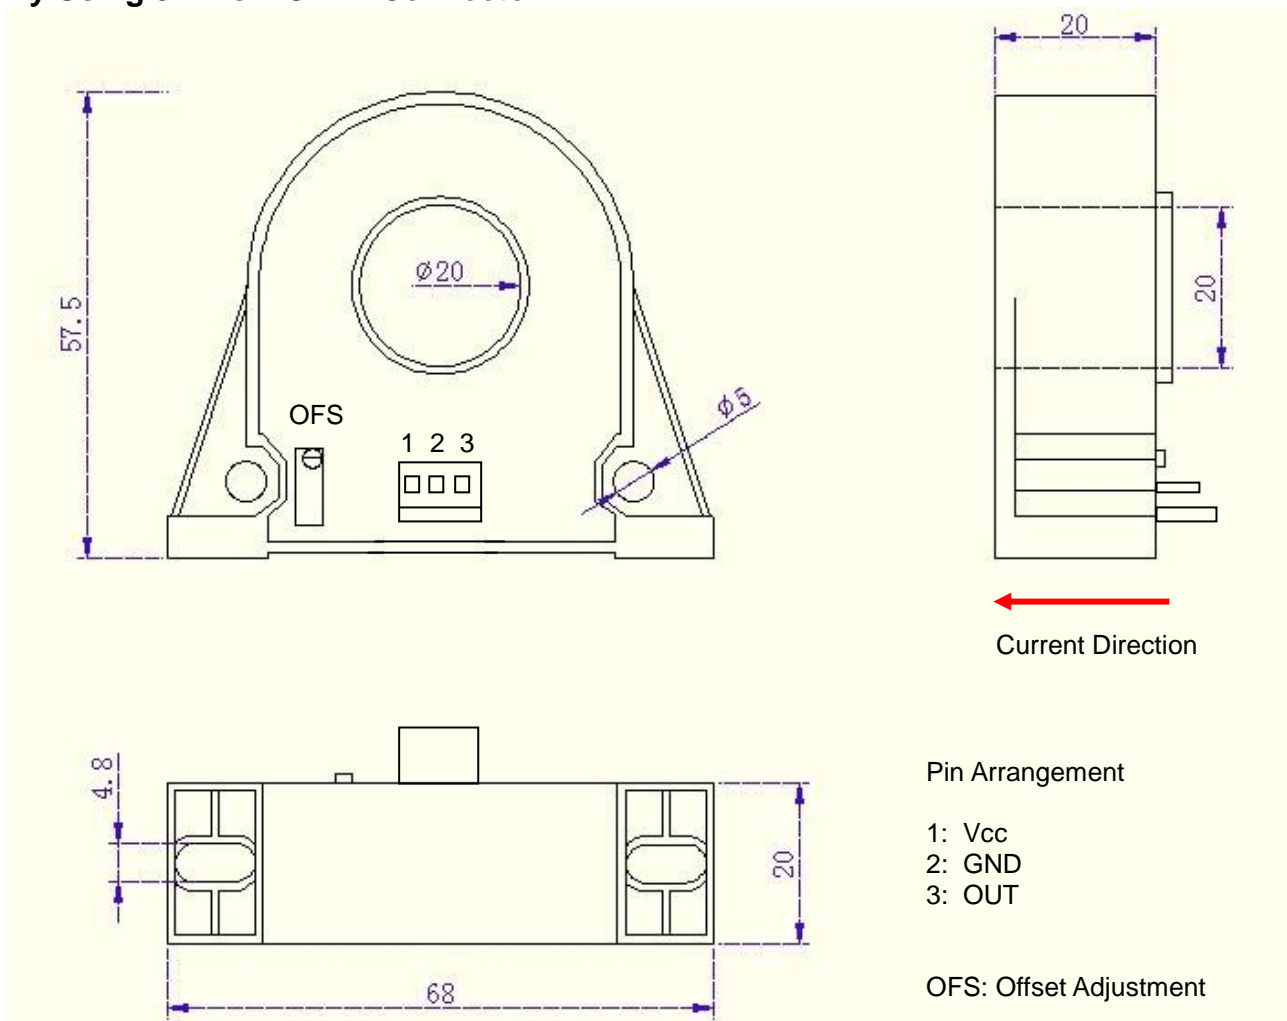 20
57.5
ø20
20
OFS
ø5
1 2 3
Current Direction
4.8
20
Pin Arrangement
1: Vcc
2: GND
3: OUT
68
OFS: Offset Adjustment